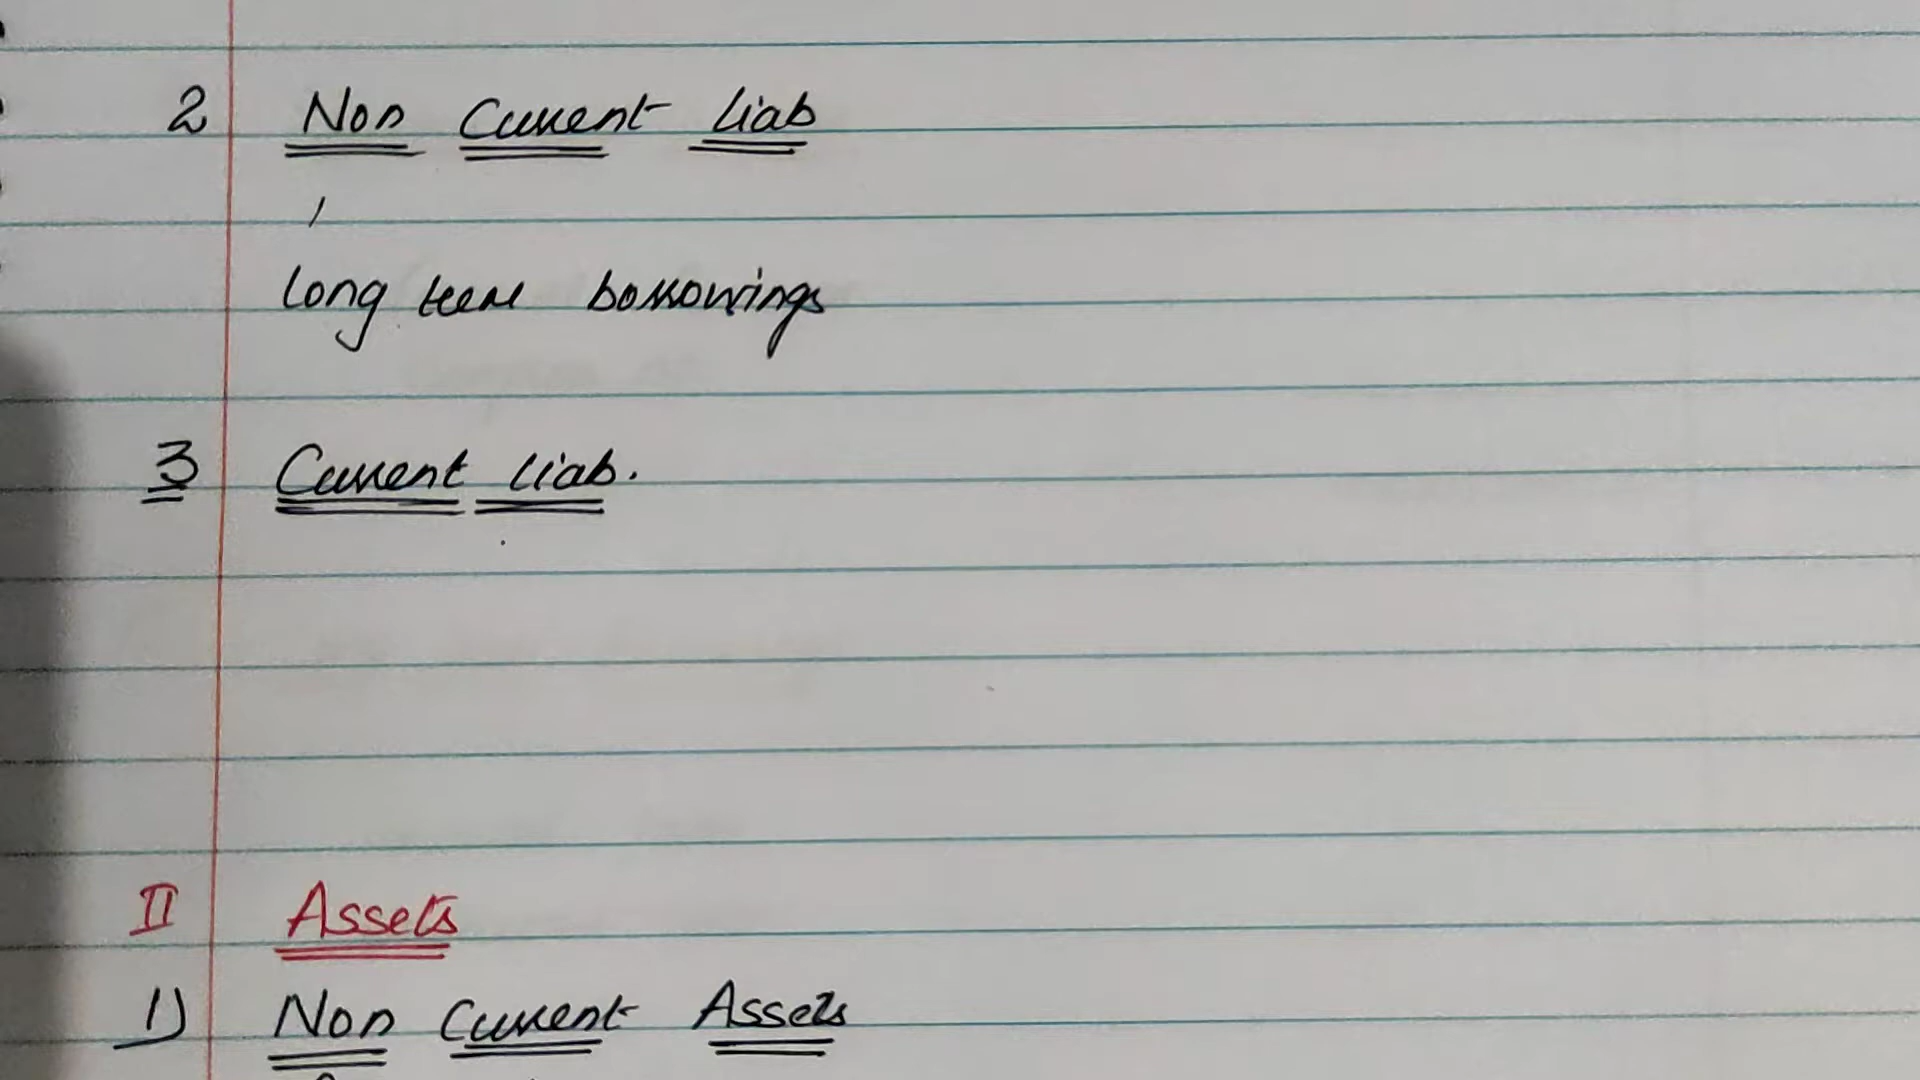 2 Non Current Liab
long term borrowings
3 Current liab.
II Assets
1) Non Current Assets